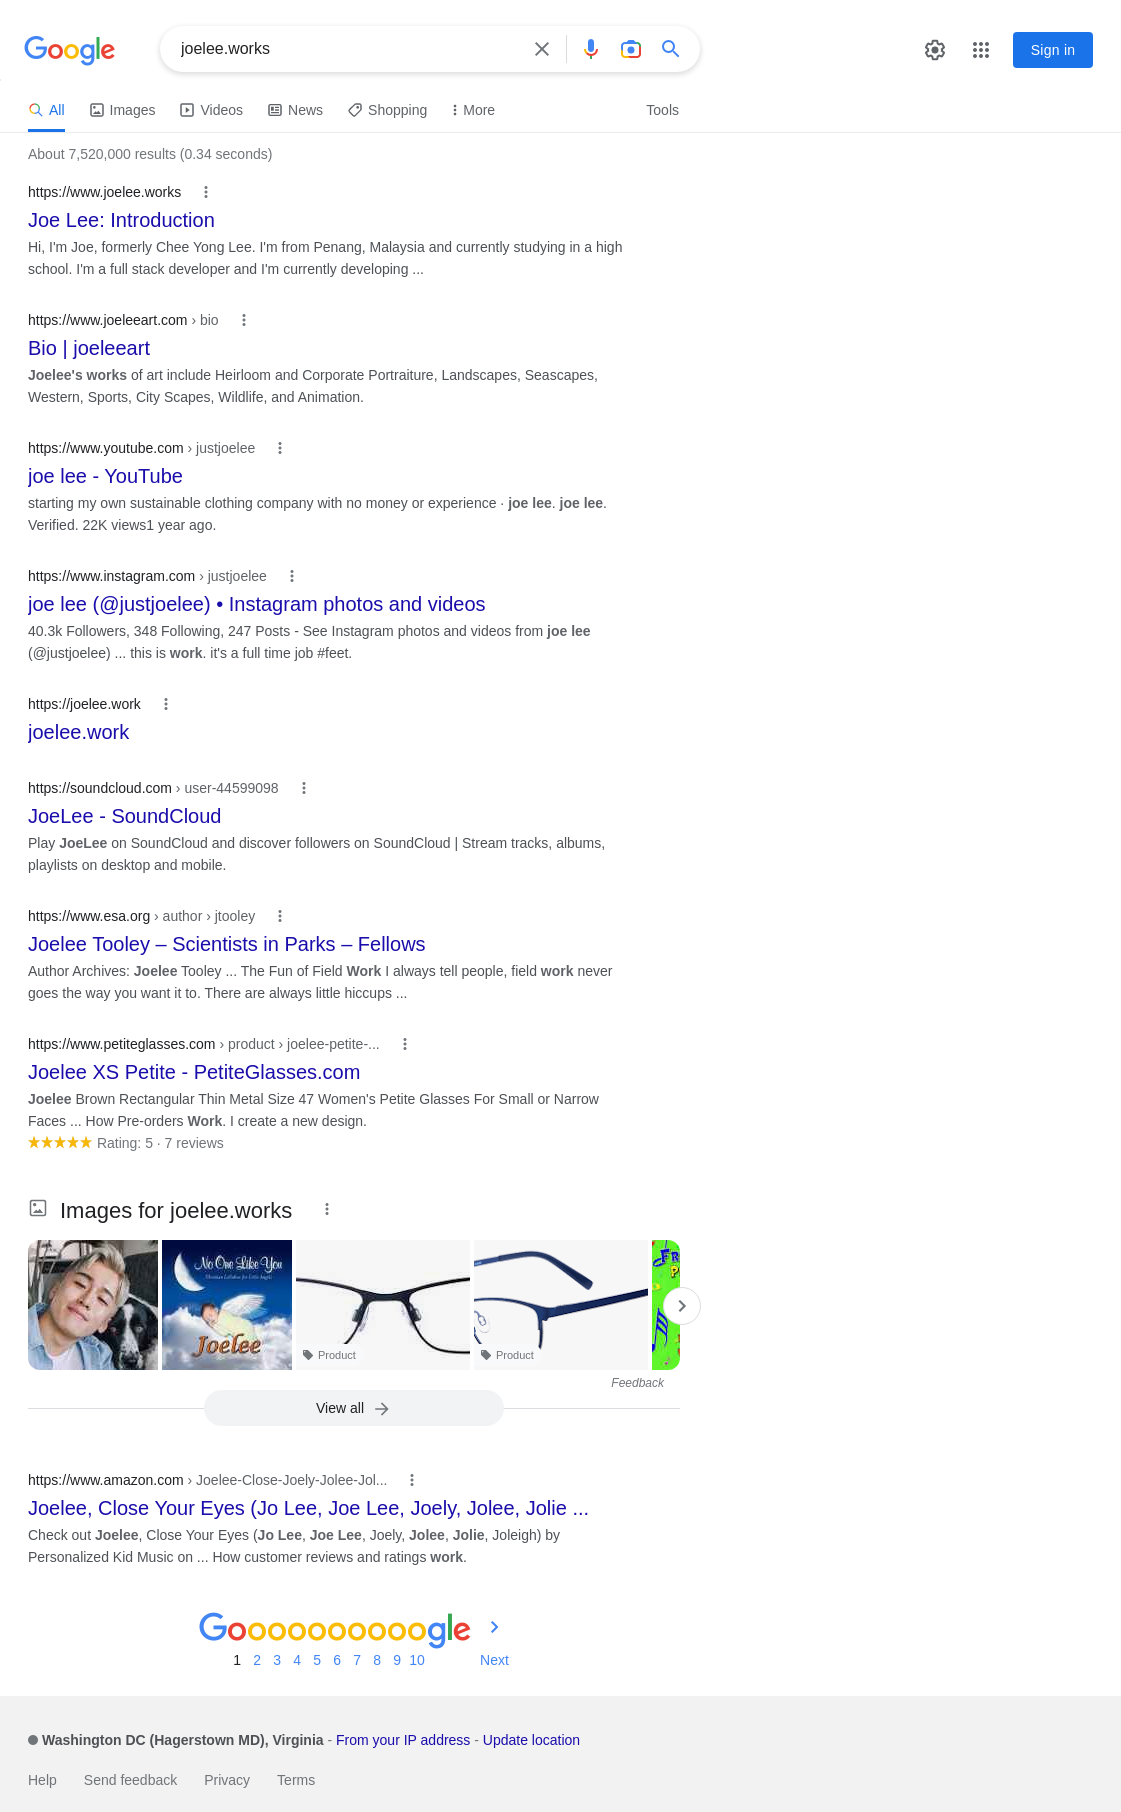 Google
joelee.works
Sign in
All
Images
Videos
News
Shopping
More
Tools
About 7,520,000 results (0.34 seconds)
https://www.joelee.works
Joe Lee: Introduction
Hi, I'm Joe, formerly Chee Yong Lee. I'm from Penang, Malaysia and currently studying in a high
school. I'm a full stack developer and I'm currently developing ...
https://www.joeleeart.com › bio
Bio | joeleeart
Joelee's works of art include Heirloom and Corporate Portraiture, Landscapes, Seascapes,
Western, Sports, City Scapes, Wildlife, and Animation.
https://www.youtube.com › justjoelee
joe lee - YouTube
starting my own sustainable clothing company with no money or experience · joe lee. joe lee.
Verified. 22K views1 year ago.
https://www.instagram.com › justjoelee
joe lee (@justjoelee) • Instagram photos and videos
40.3k Followers, 348 Following, 247 Posts - See Instagram photos and videos from joe lee
(@justjoelee) ... this is work. it's a full time job #feet.
https://joelee.work
joelee.work
https://soundcloud.com › user-44599098
JoeLee - SoundCloud
Play JoeLee on SoundCloud and discover followers on SoundCloud | Stream tracks, albums,
playlists on desktop and mobile.
https://www.esa.org › author › jtooley
Joelee Tooley – Scientists in Parks – Fellows
Author Archives: Joelee Tooley ... The Fun of Field Work I always tell people, field work never
goes the way you want it to. There are always little hiccups ...
https://www.petiteglasses.com › product › joelee-petite-...
Joelee XS Petite - PetiteGlasses.com
Joelee Brown Rectangular Thin Metal Size 47 Women's Petite Glasses For Small or Narrow
Faces ... How Pre-orders Work. I create a new design.
Rating: 5 · 7 reviews
Images for joelee.works
No One Like You
Joelee
Product
Product
Feedback
View all
https://www.amazon.com › Joelee-Close-Joely-Jolee-Jol...
Joelee, Close Your Eyes (Jo Lee, Joe Lee, Joely, Jolee, Jolie ...
Check out Joelee, Close Your Eyes (Jo Lee, Joe Lee, Joely, Jolee, Jolie, Joleigh) by
Personalized Kid Music on ... How customer reviews and ratings work.
Goooooooooogle
1 2 3 4 5 6 7 8 9 10 Next
Washington DC (Hagerstown MD), Virginia - From your IP address - Update location
Help Send feedback Privacy Terms